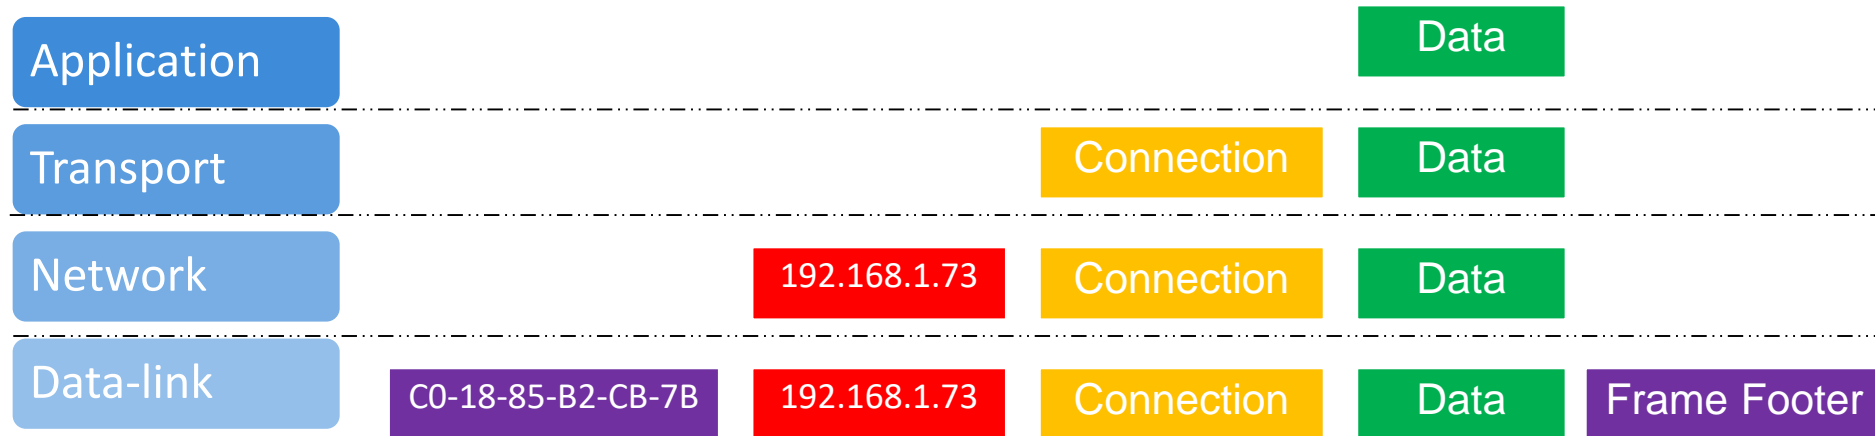 Application
Data
Transport
Connection
Data
Network
192.168.1.73
Connection
Data
Data-link
C0-18-85-B2-CB-7B
192.168.1.73
Connection
Data
Frame Footer